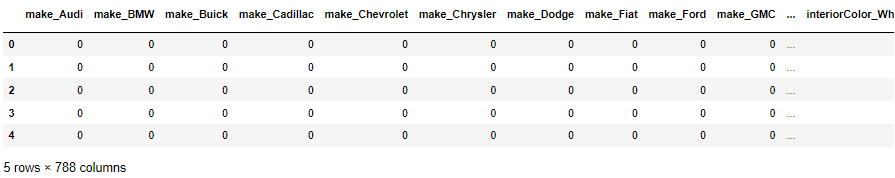 make_Audi make_BMW make_Buick make_Cadillac make_Chevrolet make_Chrysler make_Dodge make_Fiat make_Ford make_GMC ... interiorColor_Wh
0 0 0 0 0 0 0 0 0 0 0 ...
1 0 0 0 0 0 0 0 0 0 0 ...
2 0 0 0 0 0 0 0 0 0 0 ...
3 0 0 0 0 0 0 0 0 0 0 ...
4 0 0 0 0 0 0 0 0 0 0 ...
5 rows × 788 columns